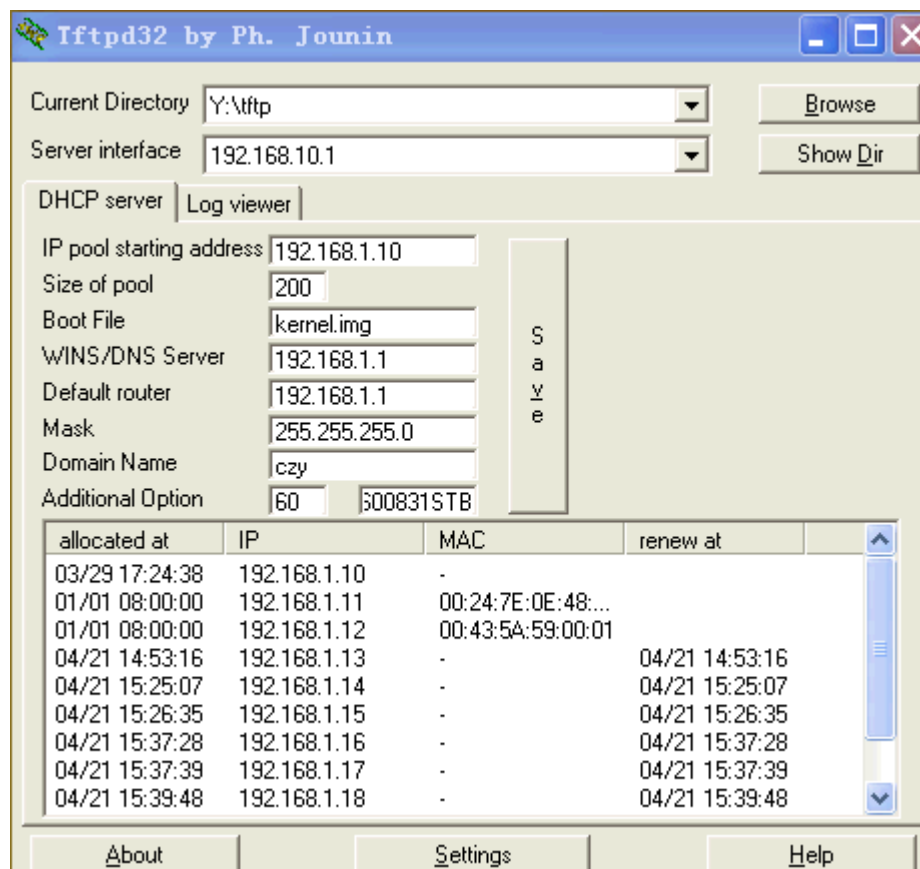 Tftpd32 by Ph. Jounin
Current Directory Y:\tftp Browse
Server interface 192.168.10.1 Show Dir
DHCP server Log viewer
IP pool starting address 192.168.1.10
Size of pool 200
Boot File kernel.img
WINS/DNS Server 192.168.1.1
Default router 192.168.1.1
Mask 255.255.255.0
Domain Name czy
Additional Option 60 600831STB
Save
allocated at IP MAC renew at
03/29 17:24:38 192.168.1.10 -
01/01 08:00:00 192.168.1.11 00:24:7E:0E:48:...
01/01 08:00:00 192.168.1.12 00:43:5A:59:00:01
04/21 14:53:16 192.168.1.13 - 04/21 14:53:16
04/21 15:25:07 192.168.1.14 - 04/21 15:25:07
04/21 15:26:35 192.168.1.15 - 04/21 15:26:35
04/21 15:37:28 192.168.1.16 - 04/21 15:37:28
04/21 15:37:39 192.168.1.17 - 04/21 15:37:39
04/21 15:39:48 192.168.1.18 - 04/21 15:39:48
About Settings Help